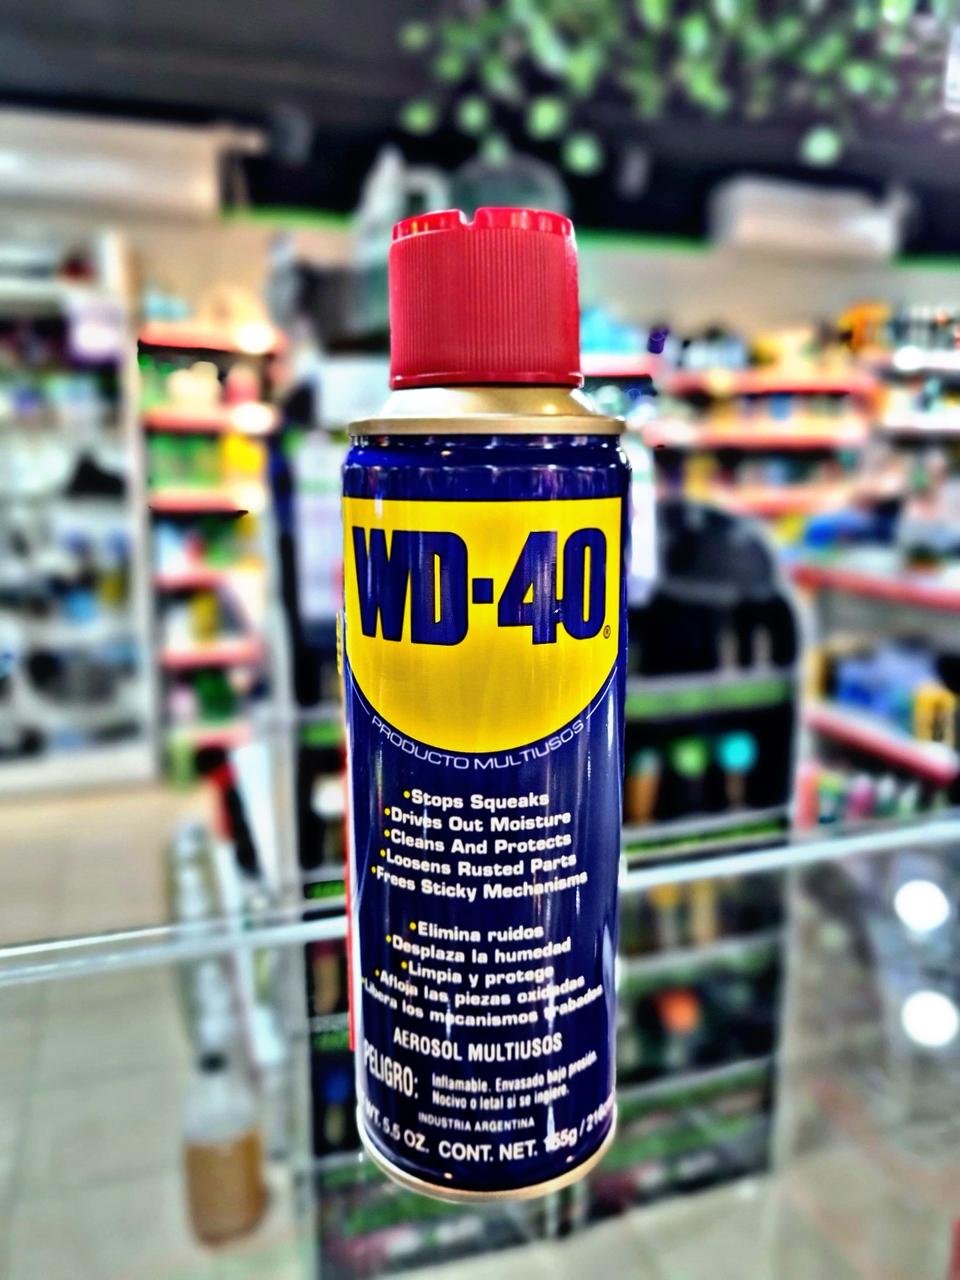 WD-40®
PRODUCTO MULTIUSOS
•Stops Squeaks
•Drives Out Moisture
•Cleans And Protects
•Loosens Rusted Parts
•Frees Sticky Mechanisms
•Elimina ruidos
•Desplaza la humedad
•Limpia y protege
•Afloja las piezas oxidadas
•Libera los mecanismos trabados
AEROSOL MULTIUSOS
PELIGRO: Inflamable. Envasado bajo presión.
Nocivo o letal si se ingiere.
INDUSTRIA ARGENTINA
WT. 5.5 OZ. CONT. NET. 155g /